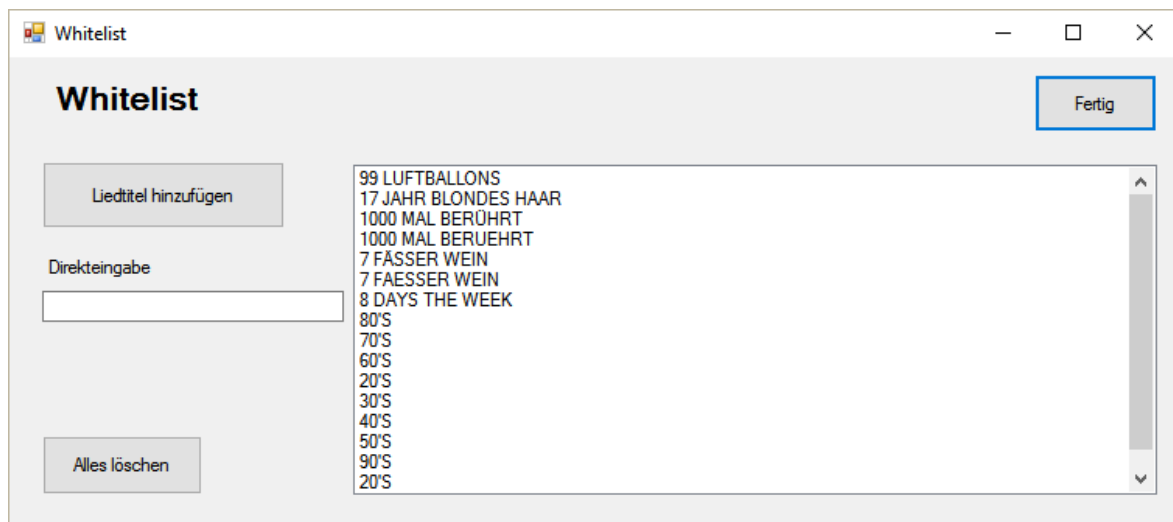 Whitelist
Whitelist
Fertig
Liedtitel hinzufügen
Direkteingabe
Alles löschen
99 LUFTBALLONS
17 JAHR BLONDES HAAR
1000 MAL BERÜHRT
1000 MAL BERUEHRT
7 FÄSSER WEIN
7 FAESSER WEIN
8 DAYS THE WEEK
80'S
70'S
60'S
20'S
30'S
40'S
50'S
90'S
20'S